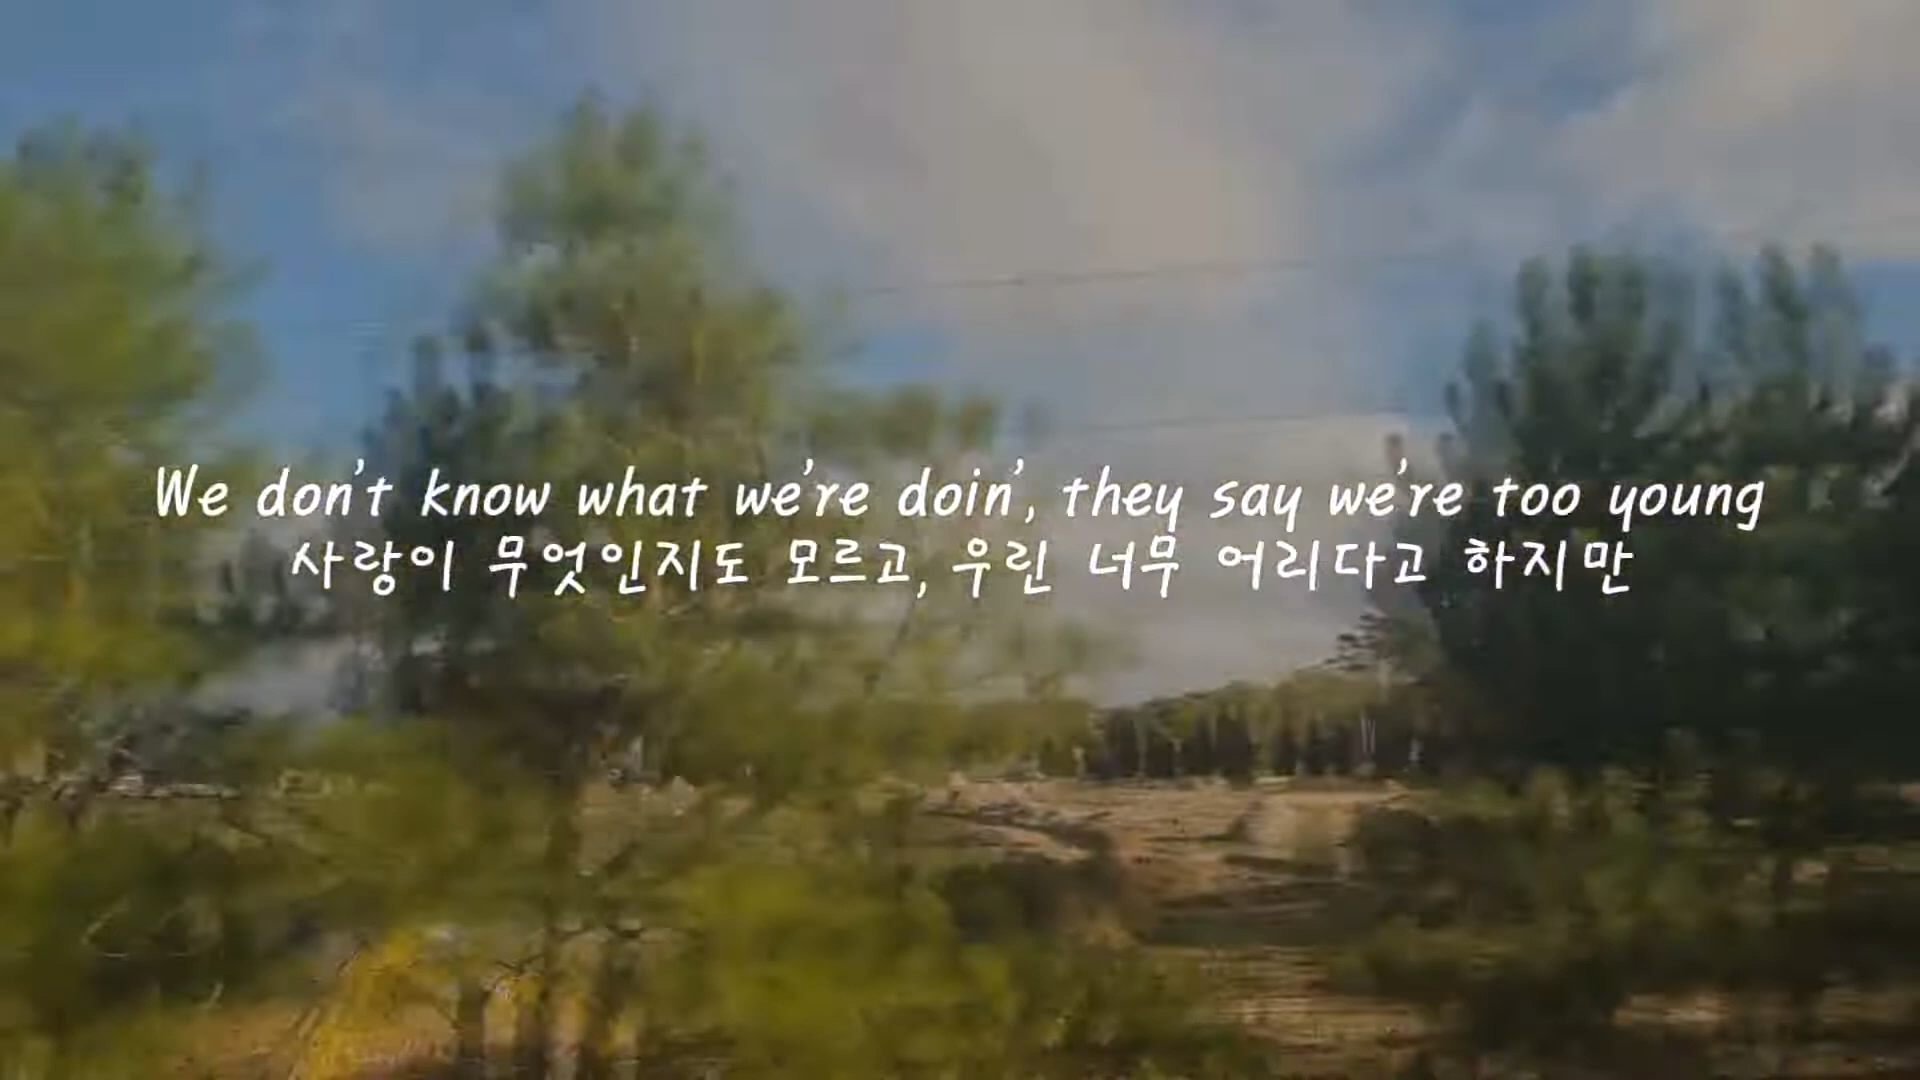 We don't know what we're doin', they say we're too young
사랑이 무엇인지도 모르고, 우린 너무 어리다고 하지만